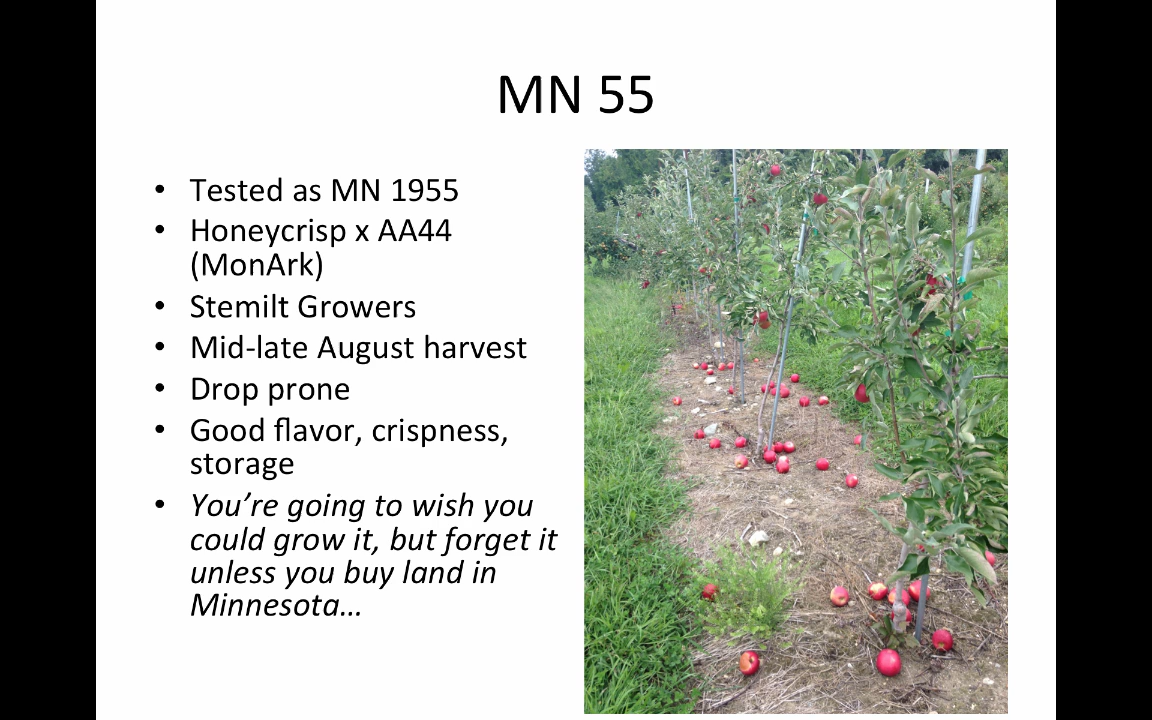 MN 55
• Tested as MN 1955
• Honeycrisp x AA44
(MonArk)
• Stemilt Growers
• Mid-late August harvest
• Drop prone
• Good flavor, crispness,
storage
• You’re going to wish you
could grow it, but forget it
unless you buy land in
Minnesota…